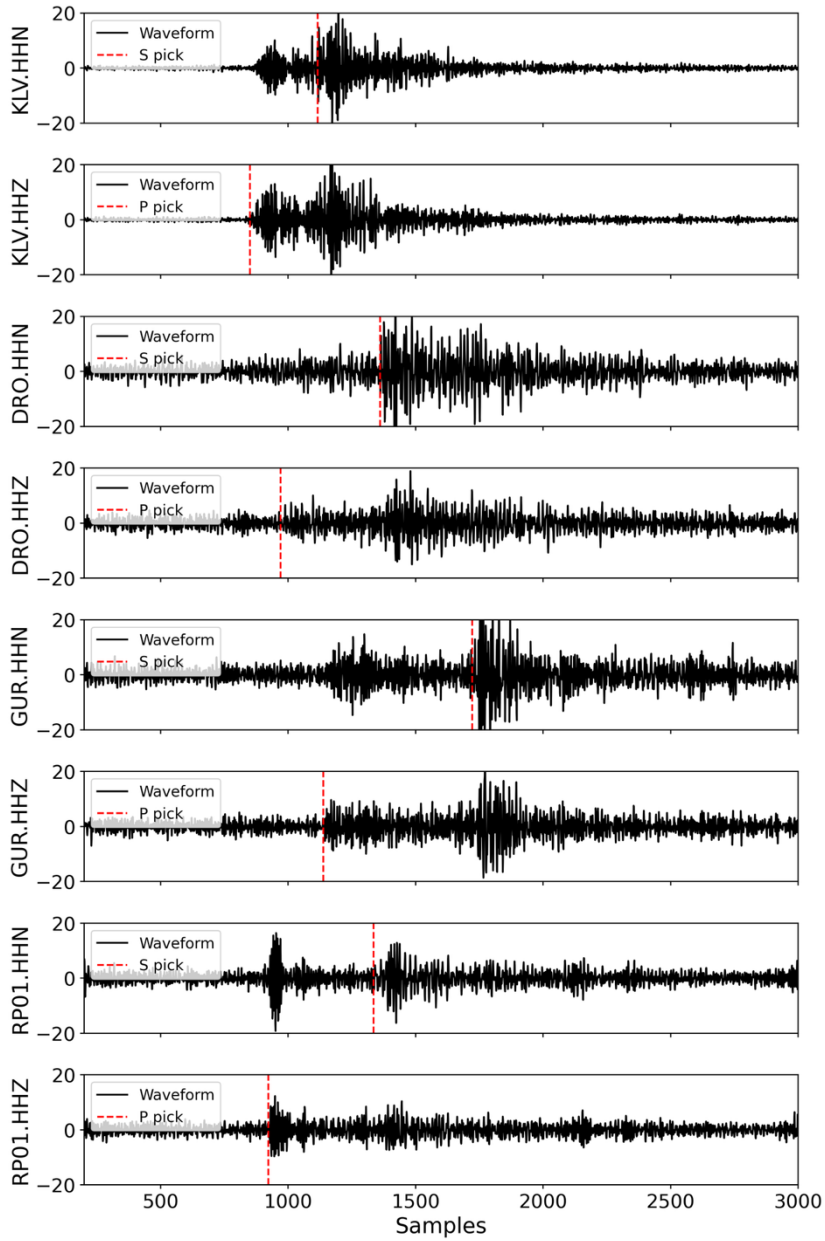 KLV.HHN
20
0
−20
Waveform
S pick
KLV.HHZ
20
0
−20
Waveform
P pick
DRO.HHN
20
0
−20
Waveform
S pick
DRO.HHZ
20
0
−20
Waveform
P pick
GUR.HHN
20
0
−20
Waveform
S pick
GUR.HHZ
20
0
−20
Waveform
P pick
RP01.HHN
20
0
−20
Waveform
S pick
RP01.HHZ
20
0
−20
Waveform
P pick
500 1000 1500 2000 2500 3000
Samples